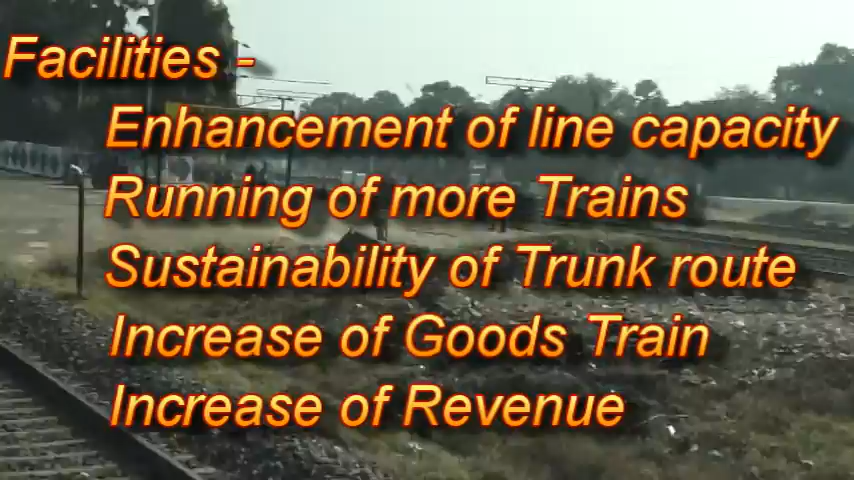 Facilities -
Enhancement of line capacity
Running of more Trains
Sustainability of Trunk route
Increase of Goods Train
Increase of Revenue